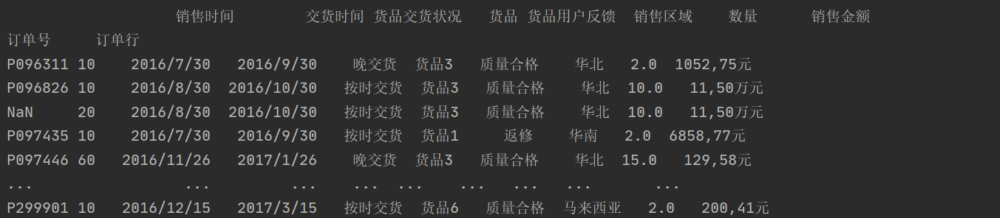 销售时间 交货时间 货品交货状况 货品 货品用户反馈 销售区域 数量 销售金额
订单号 订单行
P096311 10 2016/7/30 2016/9/30 晚交货 货品3 质量合格 华北 2.0 1052,75元
P096826 10 2016/8/30 2016/10/30 按时交货 货品3 质量合格 华北 10.0 11,50万元
NaN 20 2016/8/30 2016/10/30 按时交货 货品3 质量合格 华北 10.0 11,50万元
P097435 10 2016/7/30 2016/9/30 按时交货 货品1 返修 华南 2.0 6858,77元
P097446 60 2016/11/26 2017/1/26 晚交货 货品3 质量合格 华北 15.0 129,58元
... ... ... ... ... ... ... ... ...
P299901 10 2016/12/15 2017/3/15 按时交货 货品6 质量合格 马来西亚 2.0 200,41元